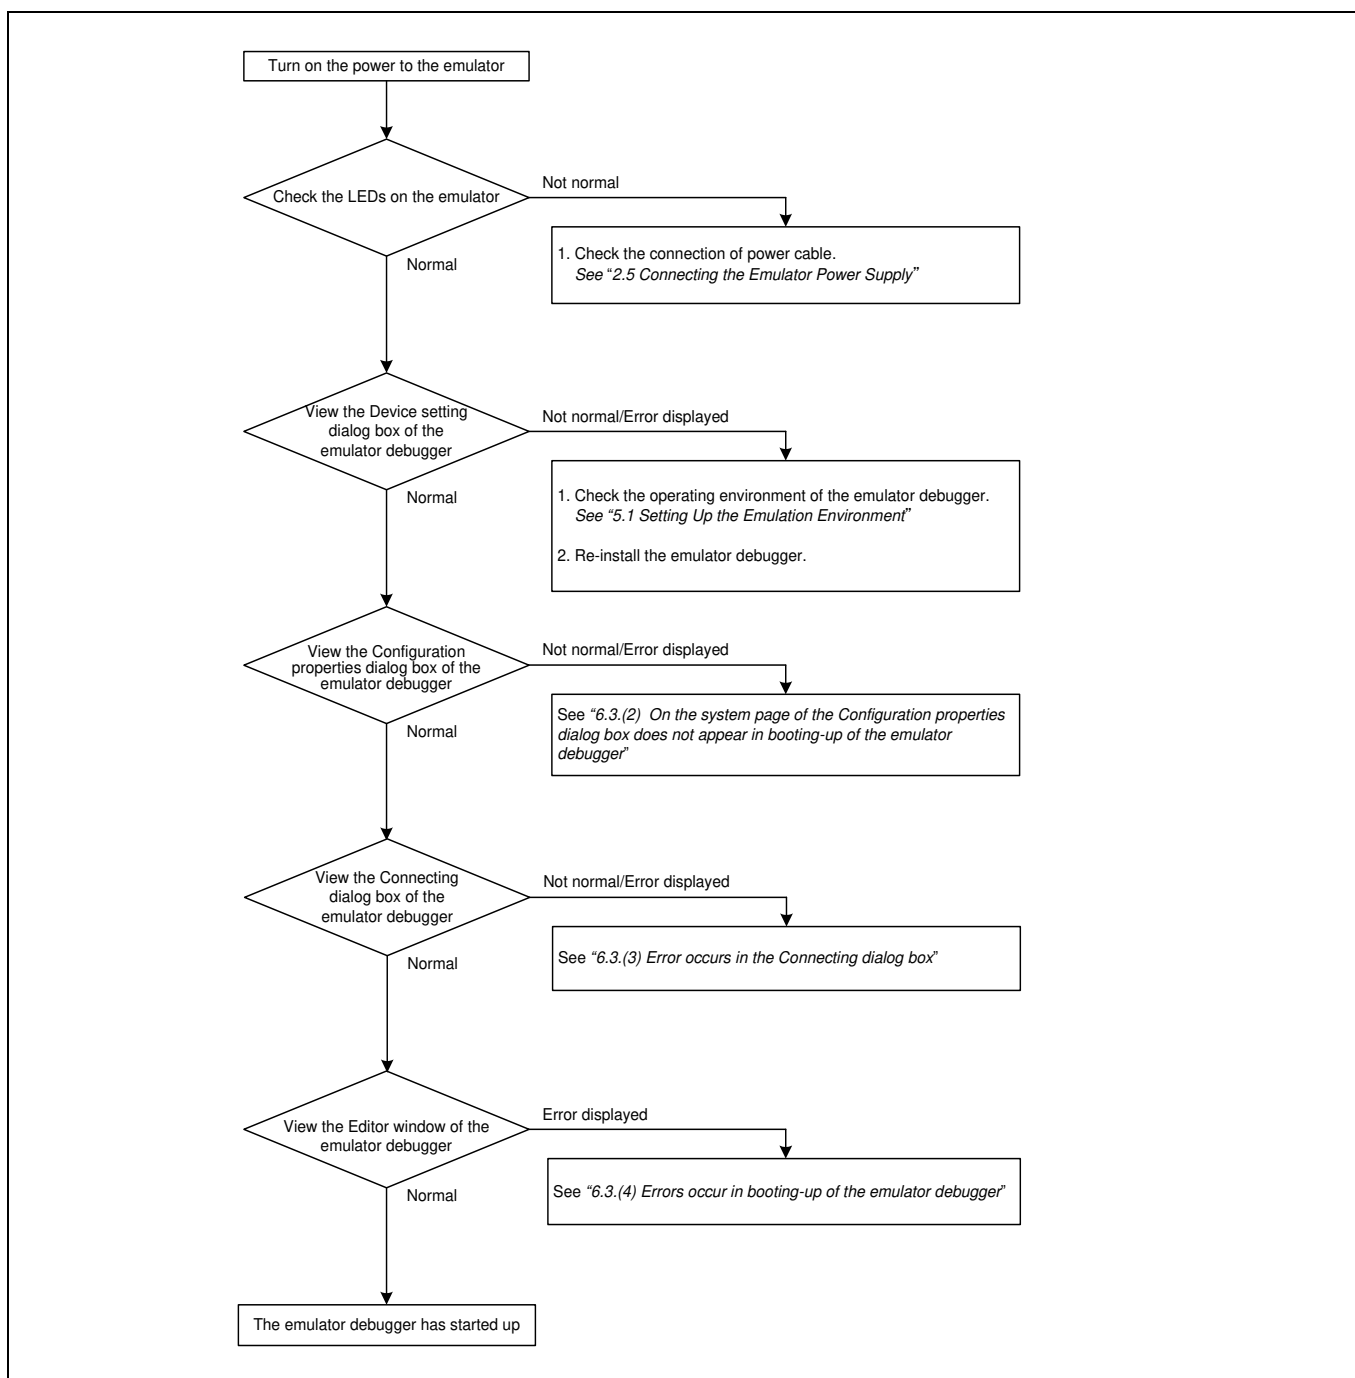 Turn on the power to the emulator
Check the LEDs on the emulator
Not normal
1. Check the connection of power cable.
See “2.5 Connecting the Emulator Power Supply”
Normal
View the Device setting
dialog box of the
emulator debugger
Not normal/Error displayed
1. Check the operating environment of the emulator debugger.
See “5.1 Setting Up the Emulation Environment”
2. Re-install the emulator debugger.
Normal
View the Configuration
properties dialog box of the
emulator debugger
Not normal/Error displayed
See “6.3.(2) On the system page of the Configuration properties
dialog box does not appear in booting-up of the emulator
debugger”
Normal
View the Connecting
dialog box of the
emulator debugger
Not normal/Error displayed
See “6.3.(3) Error occurs in the Connecting dialog box”
Normal
View the Editor window of the
emulator debugger
Error displayed
See “6.3.(4) Errors occur in booting-up of the emulator debugger”
Normal
The emulator debugger has started up